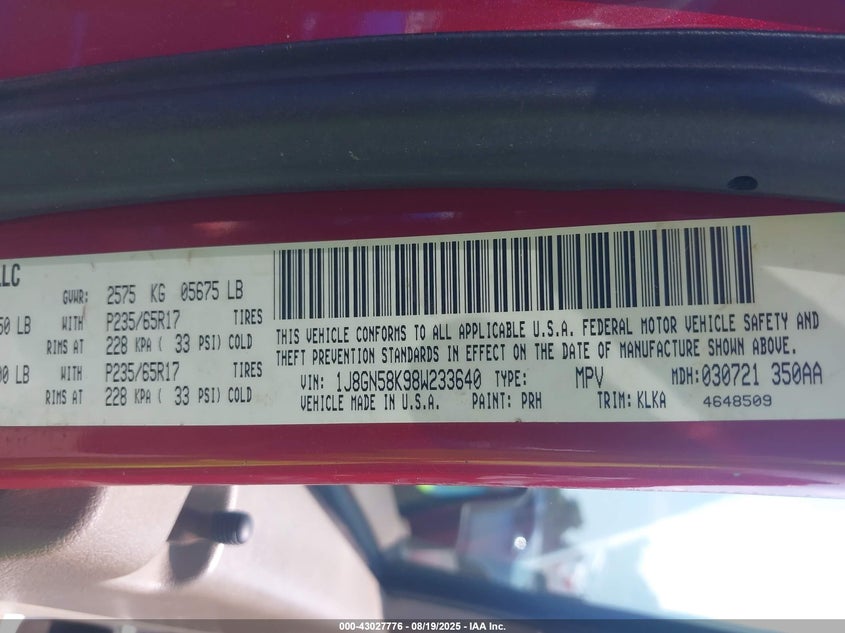 LLC
GVWR: 2575 KG 05675 LB
50 LB WITH P235/65R17 TIRES
RIMS AT 228 KPA ( 33 PSI) COLD
00 LB WITH P235/65R17 TIRES
RIMS AT 228 KPA ( 33 PSI) COLD
THIS VEHICLE CONFORMS TO ALL APPLICABLE U.S.A. FEDERAL MOTOR VEHICLE SAFETY AND
THEFT PREVENTION STANDARDS IN EFFECT ON THE DATE OF MANUFACTURE SHOWN ABOVE.
VIN: 1J8GN58K98W233640 TYPE: MPV MDH:030721 350AA
VEHICLE MADE IN U.S.A. PAINT: PRH TRIM: KLKA 4648509
000-43027776 - 08/19/2025 - IAA Inc.